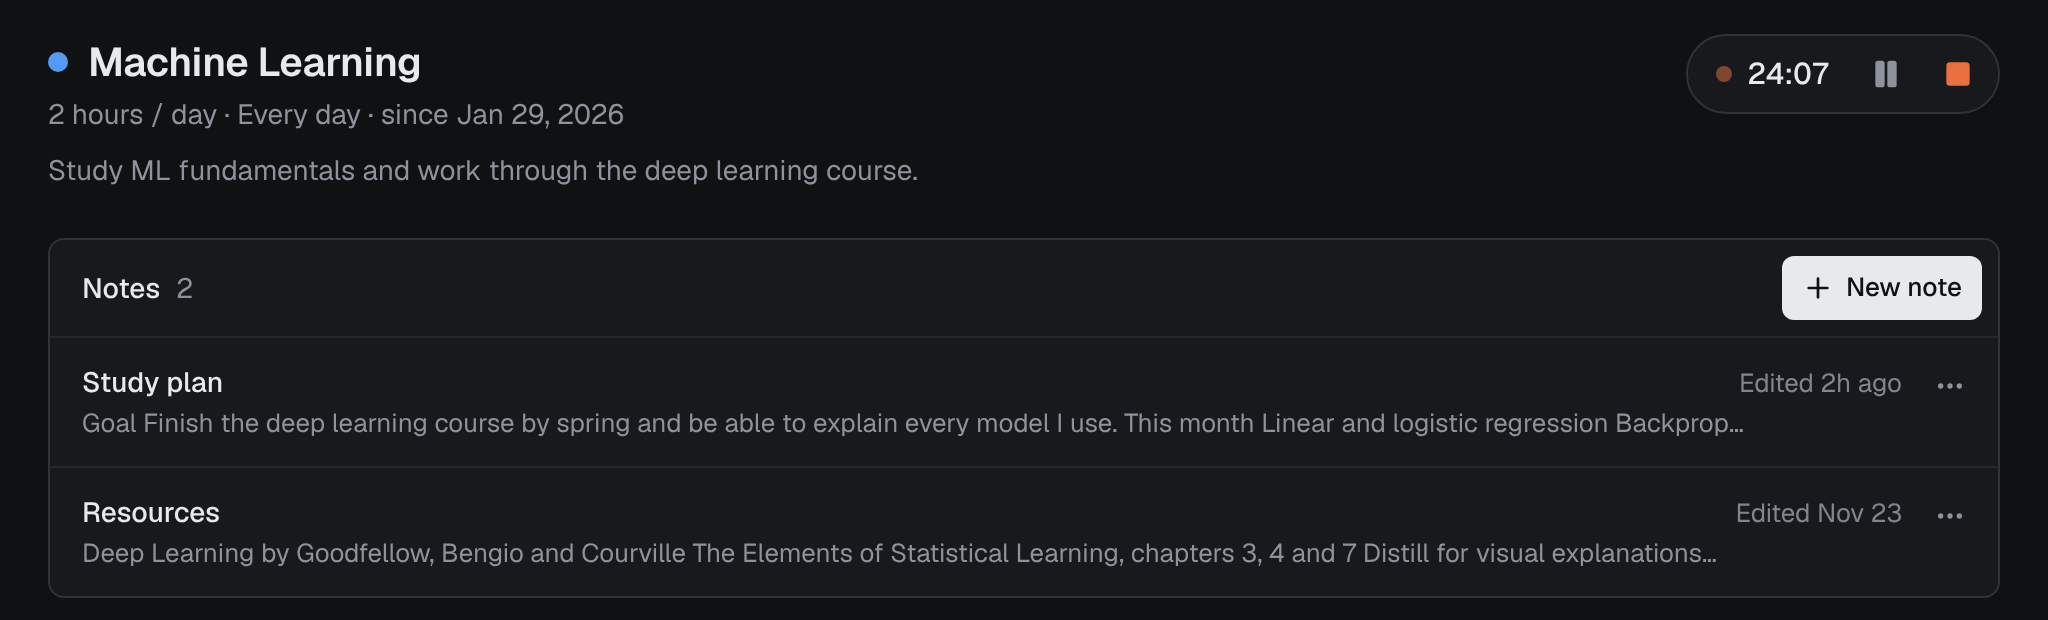 Machine Learning
24:07
2 hours / day · Every day · since Jan 29, 2026
Study ML fundamentals and work through the deep learning course.
Notes 2
+ New note
Study plan
Edited 2h ago
Goal Finish the deep learning course by spring and be able to explain every model I use. This month Linear and logistic regression Backprop…
Resources
Edited Nov 23
Deep Learning by Goodfellow, Bengio and Courville The Elements of Statistical Learning, chapters 3, 4 and 7 Distill for visual explanations…